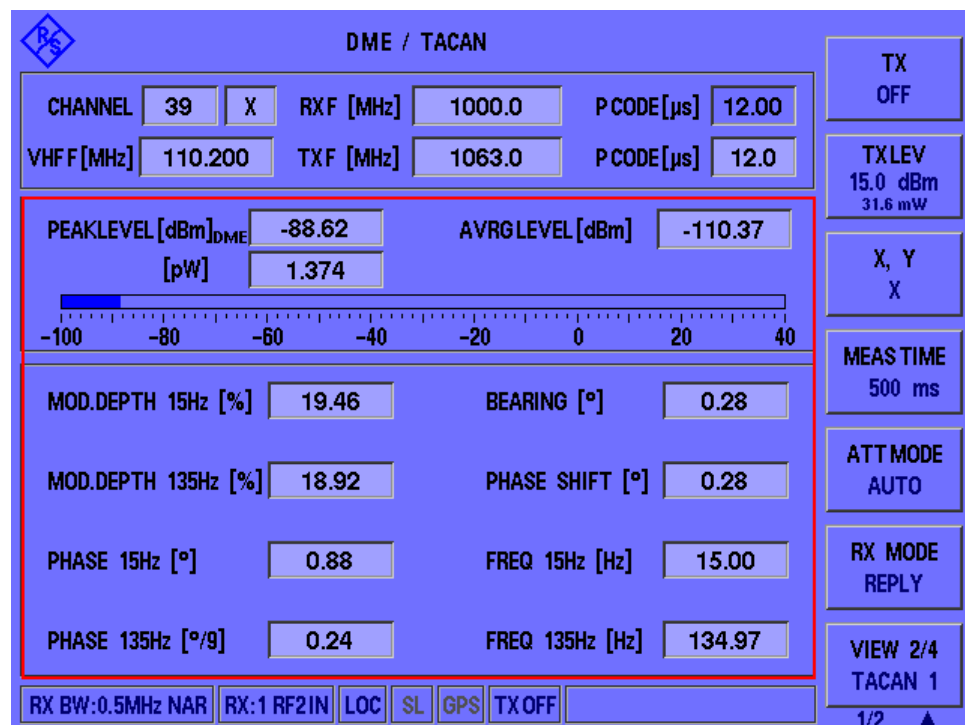 R/S
DME / TACAN
CHANNEL 39 X RXF [MHz] 1000.0 PCODE[µs] 12.00
VHFF[MHz] 110.200 TXF [MHz] 1063.0 PCODE[µs] 12.0
PEAKLEVEL[dBm]DME -88.62 AVRGLEVEL[dBm] -110.37
[pW] 1.374
-100 -80 -60 -40 -20 0 20 40
MOD.DEPTH 15Hz [%] 19.46 BEARING [°] 0.28
MOD.DEPTH 135Hz [%] 18.92 PHASE SHIFT [°] 0.28
PHASE 15Hz [°] 0.88 FREQ 15Hz [Hz] 15.00
PHASE 135Hz [°/9] 0.24 FREQ 135Hz [Hz] 134.97
RX BW:0.5MHz NAR RX:1 RF2IN LOC SL GPS TXOFF
TX
OFF
TXLEV
15.0 dBm
31.6 mW
X, Y
X
MEAS TIME
500 ms
ATT MODE
AUTO
RX MODE
REPLY
VIEW 2/4
TACAN 1
1/2 ▲